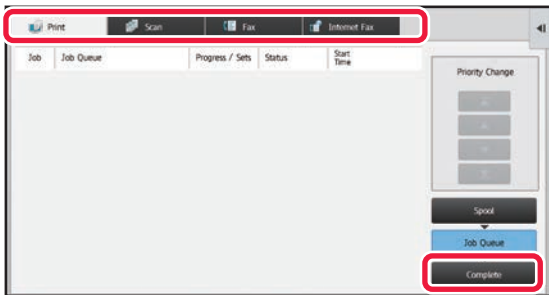 Print Scan Fax Internet Fax
Job Job Queue Progress / Sets Status Start Time
Priority Change
Spool
Job Queue
Complete